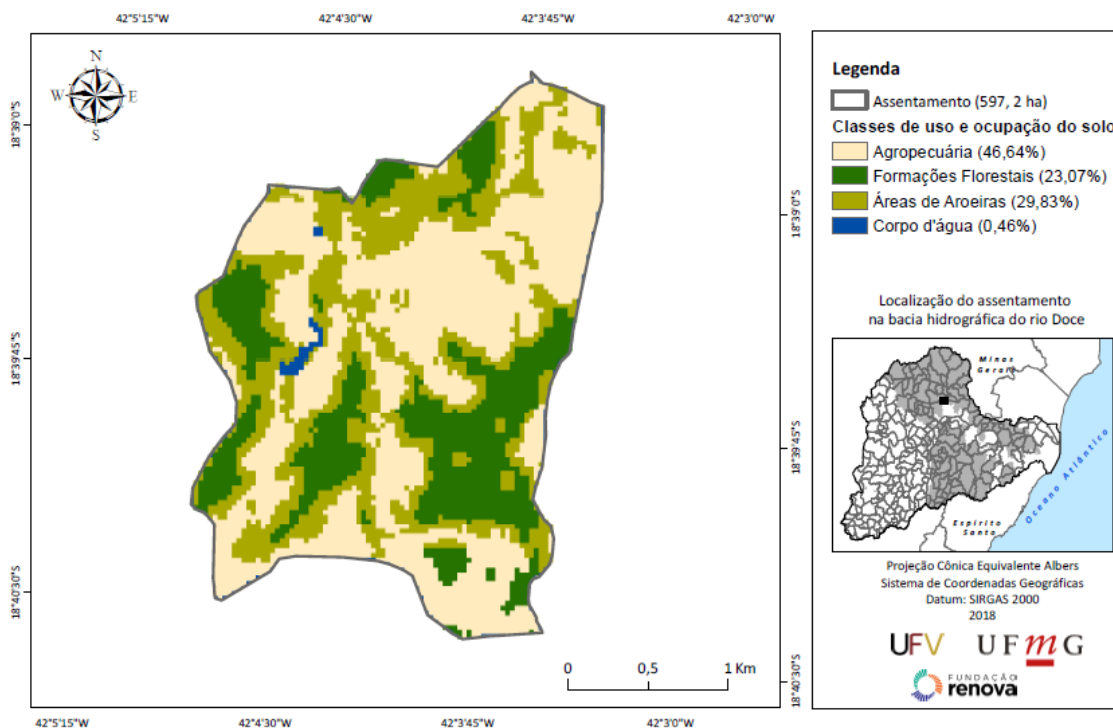 42°5'15"W 42°4'30"W 42°3'45"W 42°3'0"W
N
W E
S
18°39'0"S
18°39'45"S
18°40'30"S
18°39'0"S
18°39'45"S
18°40'30"S
0 0,5 1 Km
42°5'15"W 42°4'30"W 42°3'45"W 42°3'0"W
Legenda
Assentamento (597, 2 ha)
Classes de uso e ocupação do solo
Agropecuária (46,64%)
Formações Florestais (23,07%)
Áreas de Aroeiras (29,83%)
Corpo d'água (0,46%)
Localização do assentamento
na bacia hidrográfica do rio Doce
Minas
Gerais
Oceano Atlântico
Espírito
Santo
Projeção Cônica Equivalente Albers
Sistema de Coordenadas Geográficas
Datum: SIRGAS 2000
2018
UFV UFmG
FUNDAÇÃO
renova